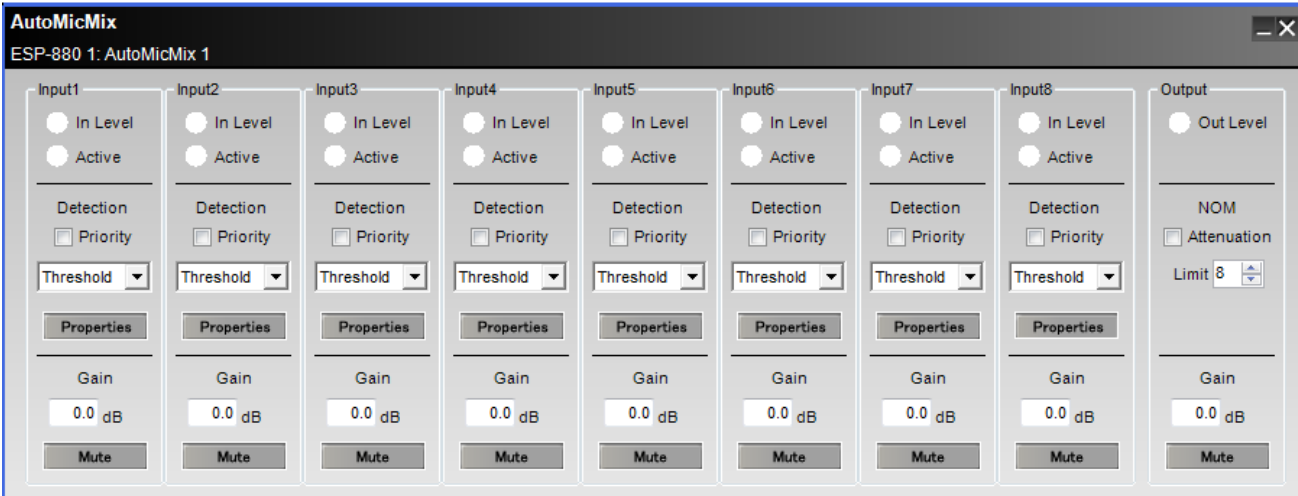 AutoMicMix
ESP-880 1: AutoMicMix 1
Input1 Input2 Input3 Input4 Input5 Input6 Input7 Input8 Output
In Level In Level In Level In Level In Level In Level In Level In Level Out Level
Active Active Active Active Active Active Active Active
Detection Detection Detection Detection Detection Detection Detection Detection NOM
Priority Priority Priority Priority Priority Priority Priority Priority Attenuation
Threshold Threshold Threshold Threshold Threshold Threshold Threshold Threshold Limit 8
Properties Properties Properties Properties Properties Properties Properties Properties
Gain Gain Gain Gain Gain Gain Gain Gain Gain
0.0 dB 0.0 dB 0.0 dB 0.0 dB 0.0 dB 0.0 dB 0.0 dB 0.0 dB 0.0 dB
Mute Mute Mute Mute Mute Mute Mute Mute Mute